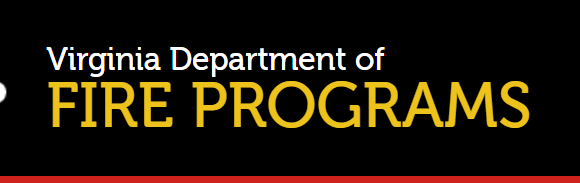 Virginia Department of
FIRE PROGRAMS